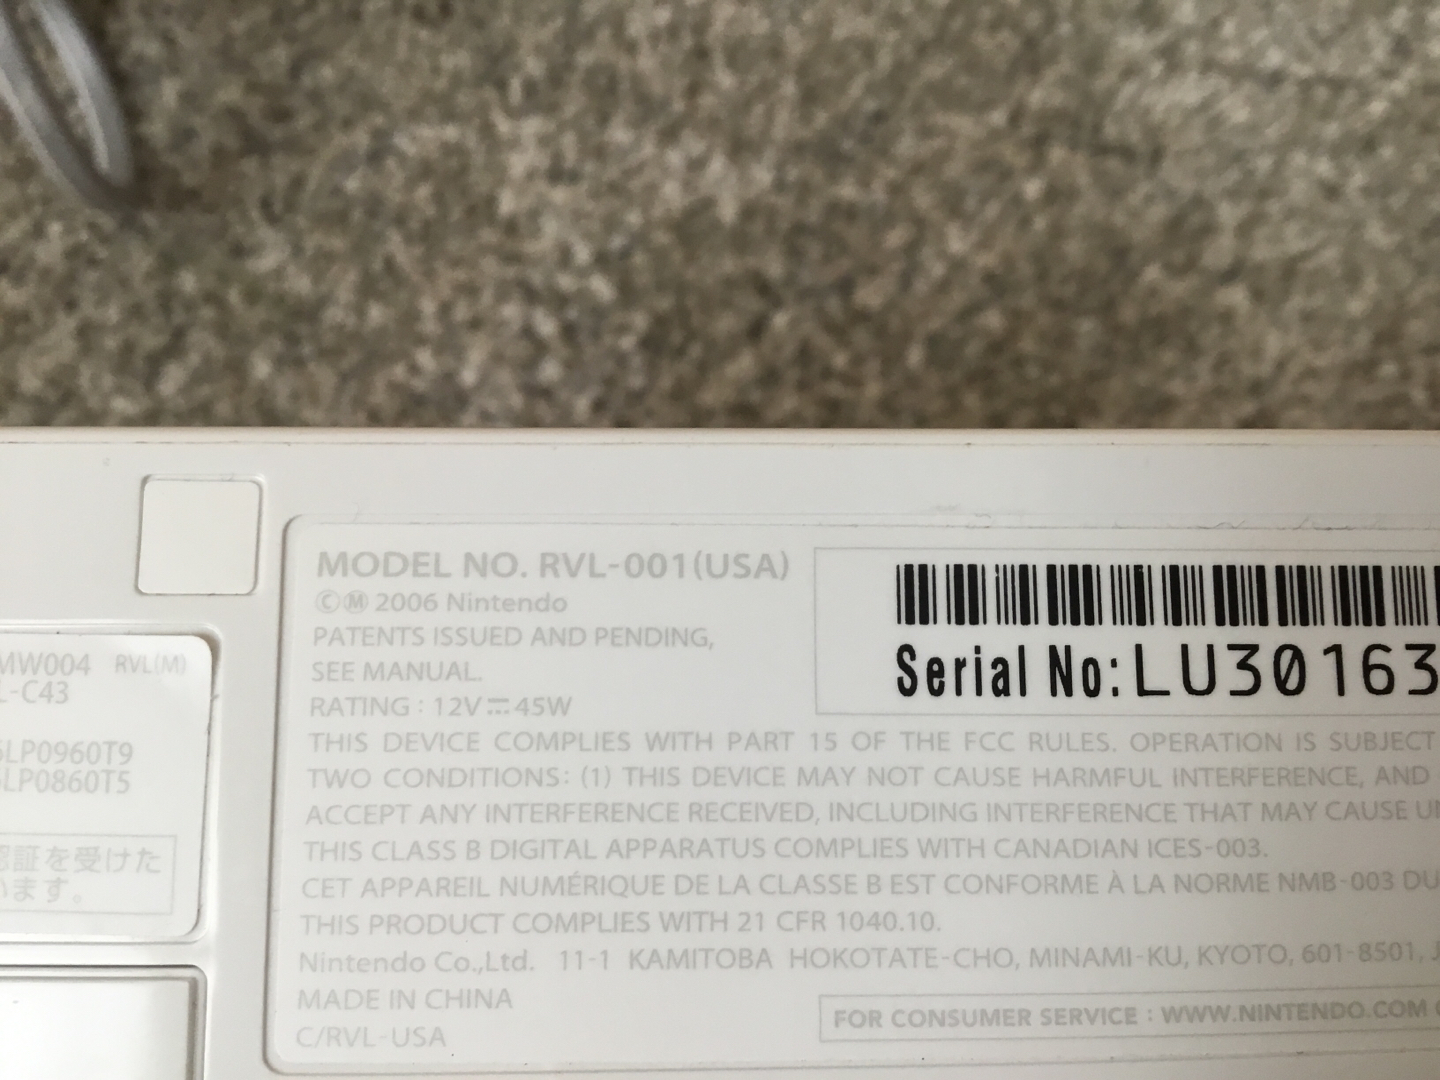 MODEL NO. RVL-001(USA)
©Ⓜ 2006 Nintendo
PATENTS ISSUED AND PENDING,
SEE MANUAL.
RATING : 12V⎓45W
Serial No:LU30163
THIS DEVICE COMPLIES WITH PART 15 OF THE FCC RULES. OPERATION IS SUBJECT
TWO CONDITIONS: (1) THIS DEVICE MAY NOT CAUSE HARMFUL INTERFERENCE, AND
ACCEPT ANY INTERFERENCE RECEIVED, INCLUDING INTERFERENCE THAT MAY CAUSE
THIS CLASS B DIGITAL APPARATUS COMPLIES WITH CANADIAN ICES-003.
CET APPAREIL NUMÉRIQUE DE LA CLASSE B EST CONFORME À LA NORME NMB-003 DU
THIS PRODUCT COMPLIES WITH 21 CFR 1040.10.
Nintendo Co.,Ltd. 11-1 KAMITOBA HOKOTATE-CHO, MINAMI-KU, KYOTO, 601-8501,
MADE IN CHINA
C/RVL-USA
FOR CONSUMER SERVICE : WWW.NINTENDO.COM
MW004 RVL(M)
L-C43
LP0960T9
LP0860T5
認証を受けた
います。